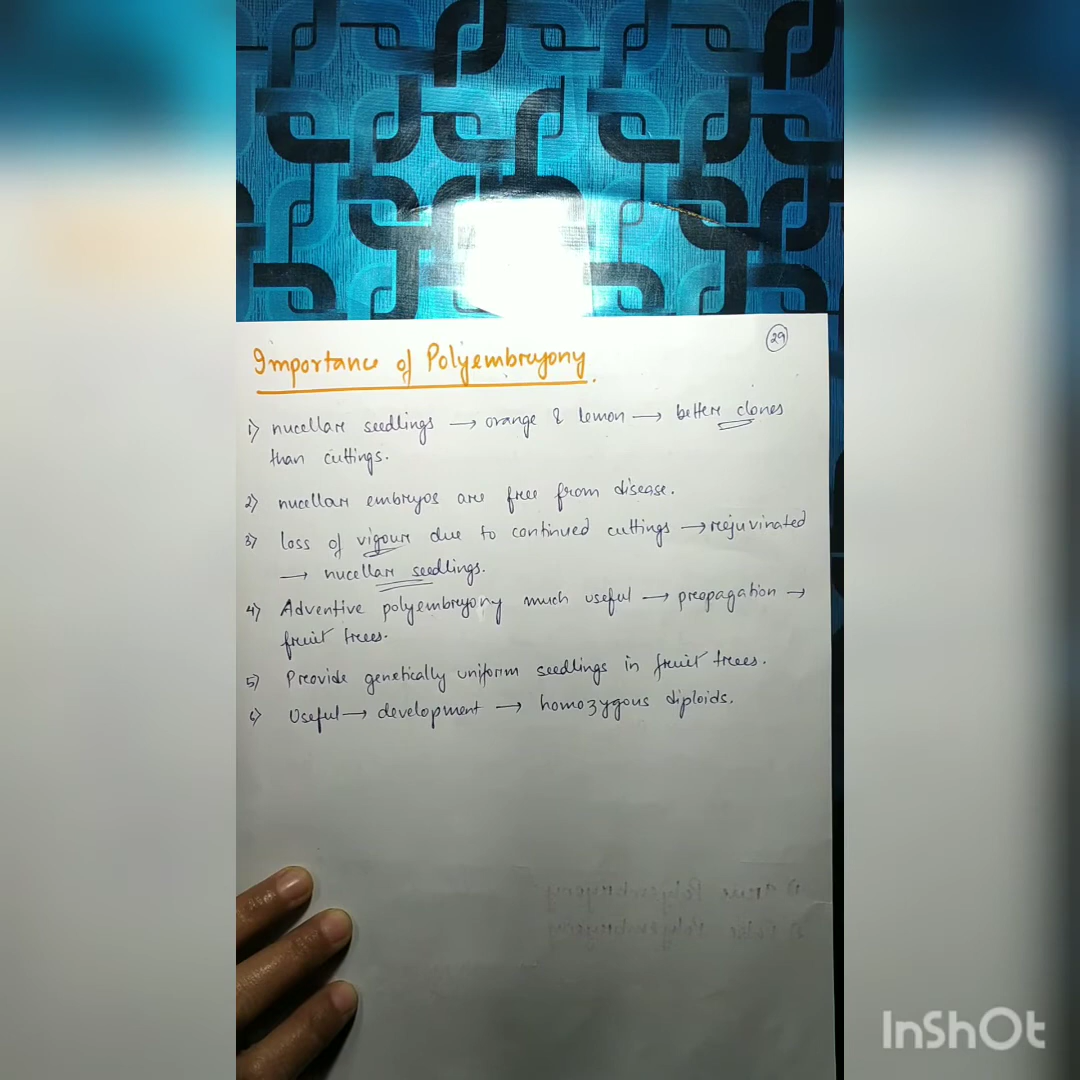 29
Importance of Polyembryony.
1) nucellar seedlings → orange & lemon → better clones
than cuttings.
2) nucellar embryos are free from disease.
3) loss of vigour due to continued cuttings → rejuvinated
→ nucellar seedlings.
4) Adventive polyembryony much useful → propagation →
fruit trees.
5) Provide genetically uniform seedlings in fruit trees.
6) Useful → development → homozygous diploids.
Polyembryony
Polyembryony
InShOt